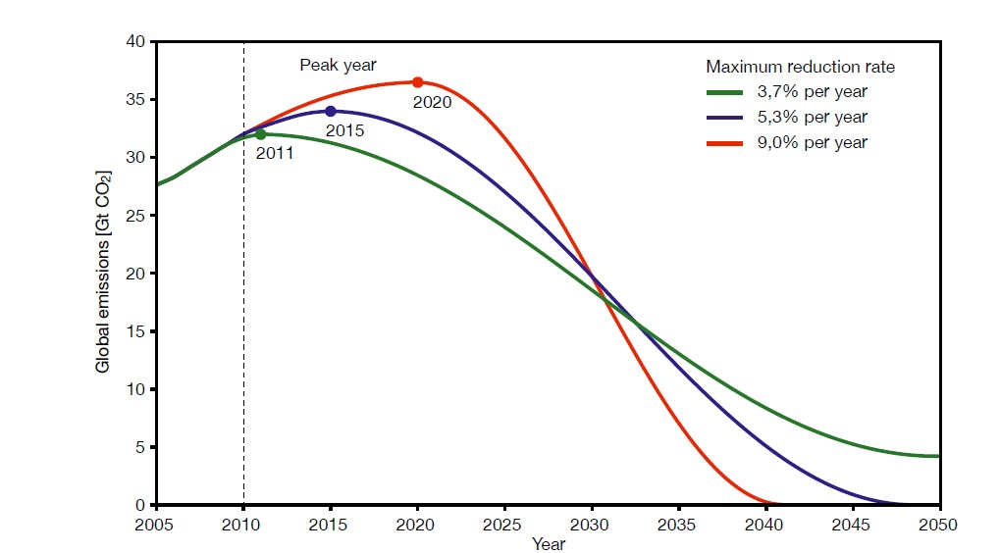 40
Peak year
Maximum reduction rate
3,7% per year
5,3% per year
9,0% per year
35
2020
2015
2011
30
25
20
15
10
5
0
Global emissions [Gt CO₂]
2005 2010 2015 2020 2025 2030 2035 2040 2045 2050
Year